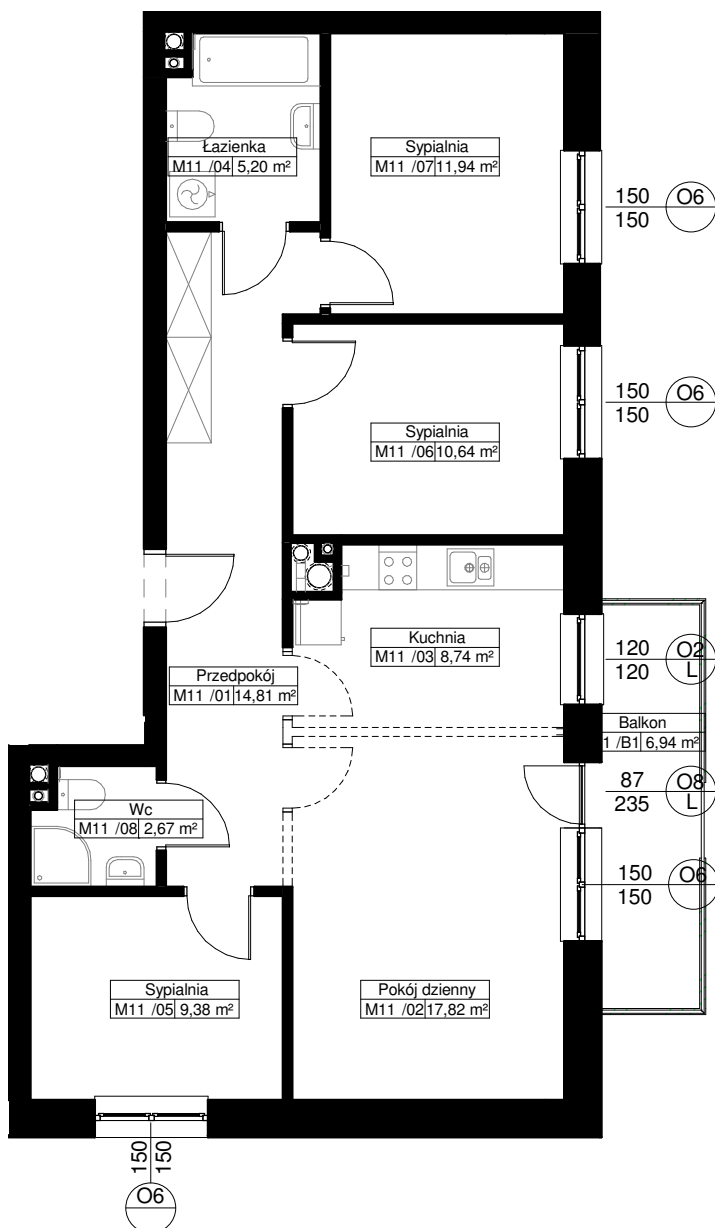 Łazienka
M11 /04 5,20 m²
Sypialnia
M11 /07 11,94 m²
150
150
O6
Sypialnia
M11 /06 10,64 m²
150
150
O6
Kuchnia
M11 /03 8,74 m²
120
120
O2
L
Przedpokój
M11 /01 14,81 m²
Balkon
1 /B1 6,94 m²
87
235
O8
L
Wc
M11 /08 2,67 m²
150
150
O6
Sypialnia
M11 /05 9,38 m²
Pokój dzienny
M11 /02 17,82 m²
150
150
O6